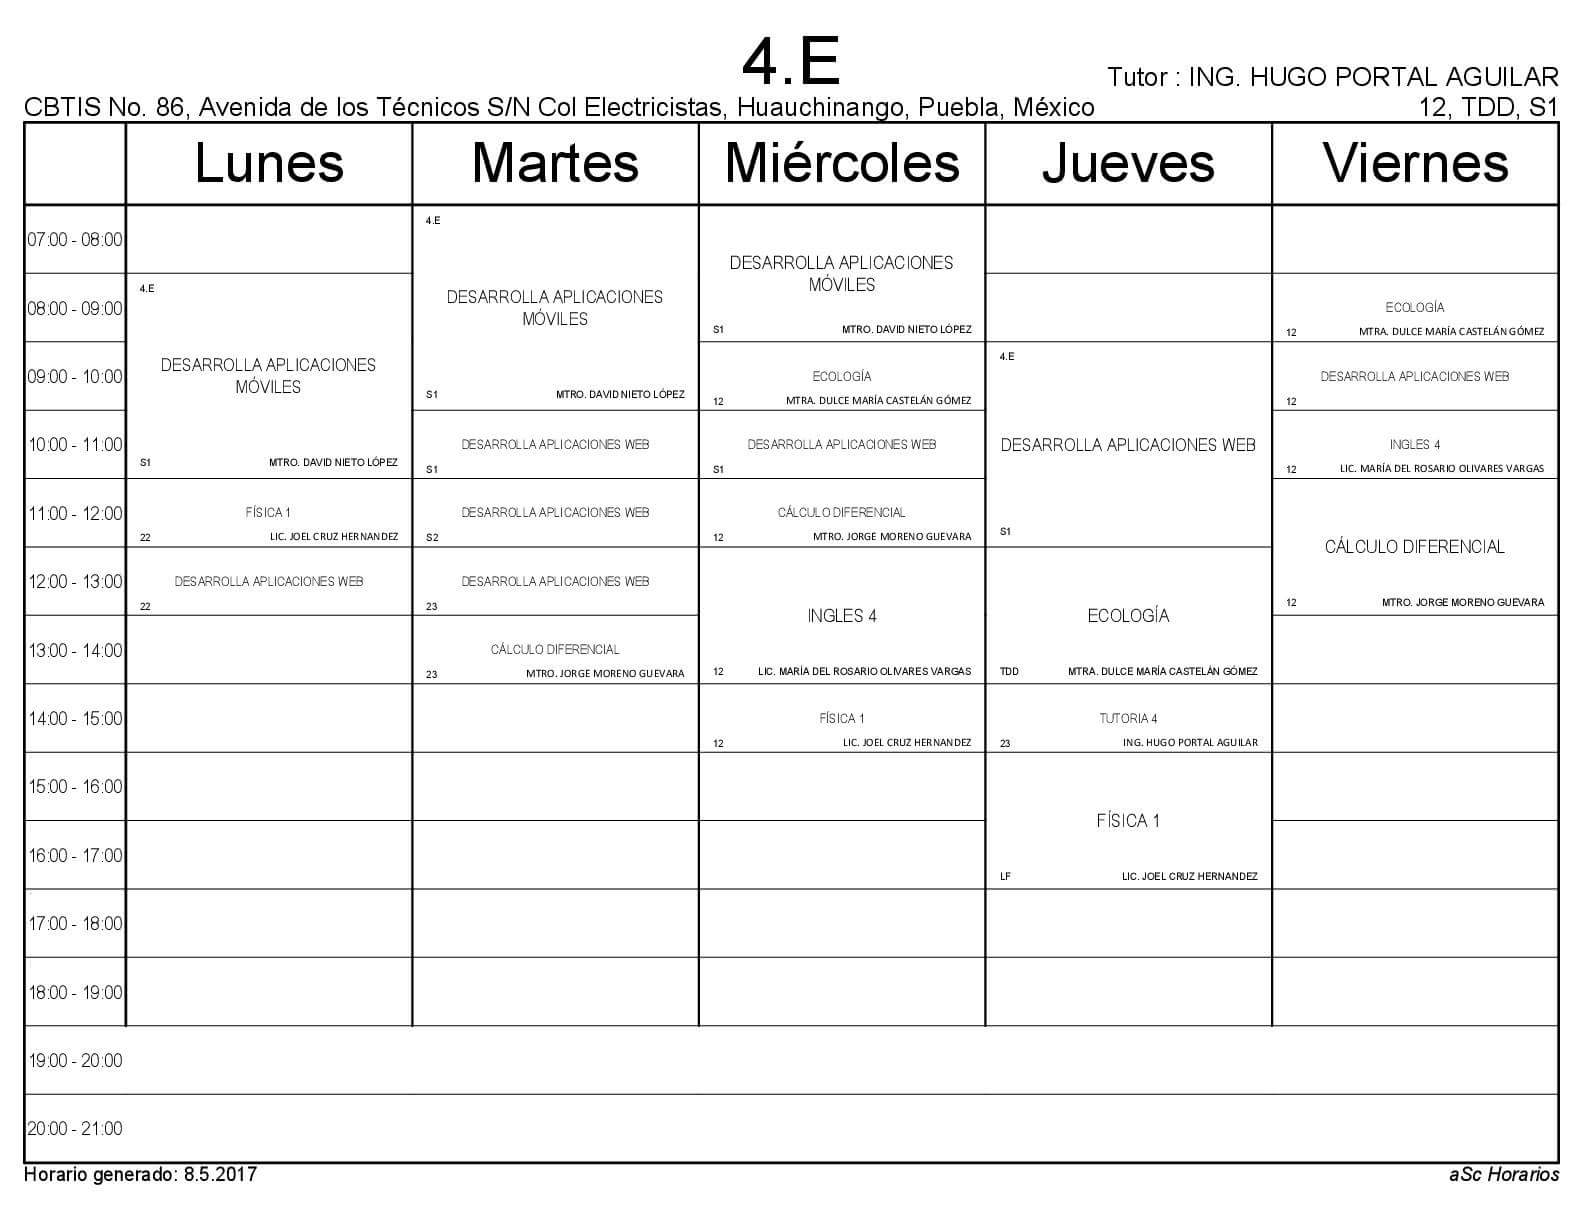 4.E
Tutor : ING. HUGO PORTAL AGUILAR
CBTIS No. 86, Avenida de los Técnicos S/N Col Electricistas, Huauchinango, Puebla, México
12, TDD, S1
Lunes
Martes
Miércoles
Jueves
Viernes
07:00 - 08:00
08:00 - 09:00
09:00 - 10:00
10:00 - 11:00
11:00 - 12:00
12:00 - 13:00
13:00 - 14:00
14:00 - 15:00
15:00 - 16:00
16:00 - 17:00
17:00 - 18:00
18:00 - 19:00
19:00 - 20:00
20:00 - 21:00
4.E
DESARROLLA APLICACIONES
MÓVILES
S1 MTRO. DAVID NIETO LÓPEZ
FÍSICA 1
22 LIC. JOEL CRUZ HERNANDEZ
DESARROLLA APLICACIONES WEB
22
4.E
DESARROLLA APLICACIONES
MÓVILES
S1 MTRO. DAVID NIETO LÓPEZ
DESARROLLA APLICACIONES WEB
S1
DESARROLLA APLICACIONES WEB
S2
DESARROLLA APLICACIONES WEB
23
CÁLCULO DIFERENCIAL
23 MTRO. JORGE MORENO GUEVARA
DESARROLLA APLICACIONES
MÓVILES
S1 MTRO. DAVID NIETO LÓPEZ
ECOLOGÍA
12 MTRA. DULCE MARÍA CASTELÁN GÓMEZ
DESARROLLA APLICACIONES WEB
S1
CÁLCULO DIFERENCIAL
12 MTRO. JORGE MORENO GUEVARA
INGLES 4
12 LIC. MARÍA DEL ROSARIO OLIVARES VARGAS
FÍSICA 1
12 LIC. JOEL CRUZ HERNANDEZ
4.E
DESARROLLA APLICACIONES WEB
S1
ECOLOGÍA
TDD MTRA. DULCE MARÍA CASTELÁN GÓMEZ
TUTORIA 4
23 ING. HUGO PORTAL AGUILAR
FÍSICA 1
LF LIC. JOEL CRUZ HERNANDEZ
ECOLOGÍA
12 MTRA. DULCE MARÍA CASTELÁN GÓMEZ
DESARROLLA APLICACIONES WEB
12
INGLES 4
12 LIC. MARÍA DEL ROSARIO OLIVARES VARGAS
CÁLCULO DIFERENCIAL
12 MTRO. JORGE MORENO GUEVARA
Horario generado: 8.5.2017
aSc Horarios